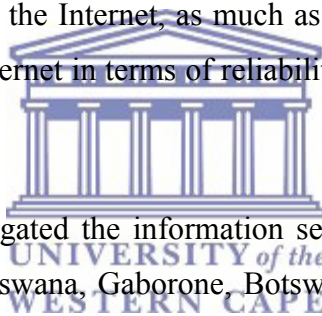 the Internet, as much as
ernet in terms of reliabilit
gated the information se
UNIVERSITY of the
swana, Gaborone, Botsw
WESTERN CAPE